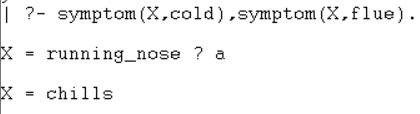 | ?- symptom(X,cold),symptom(X,flue).
X = running_nose ? a
X = chills